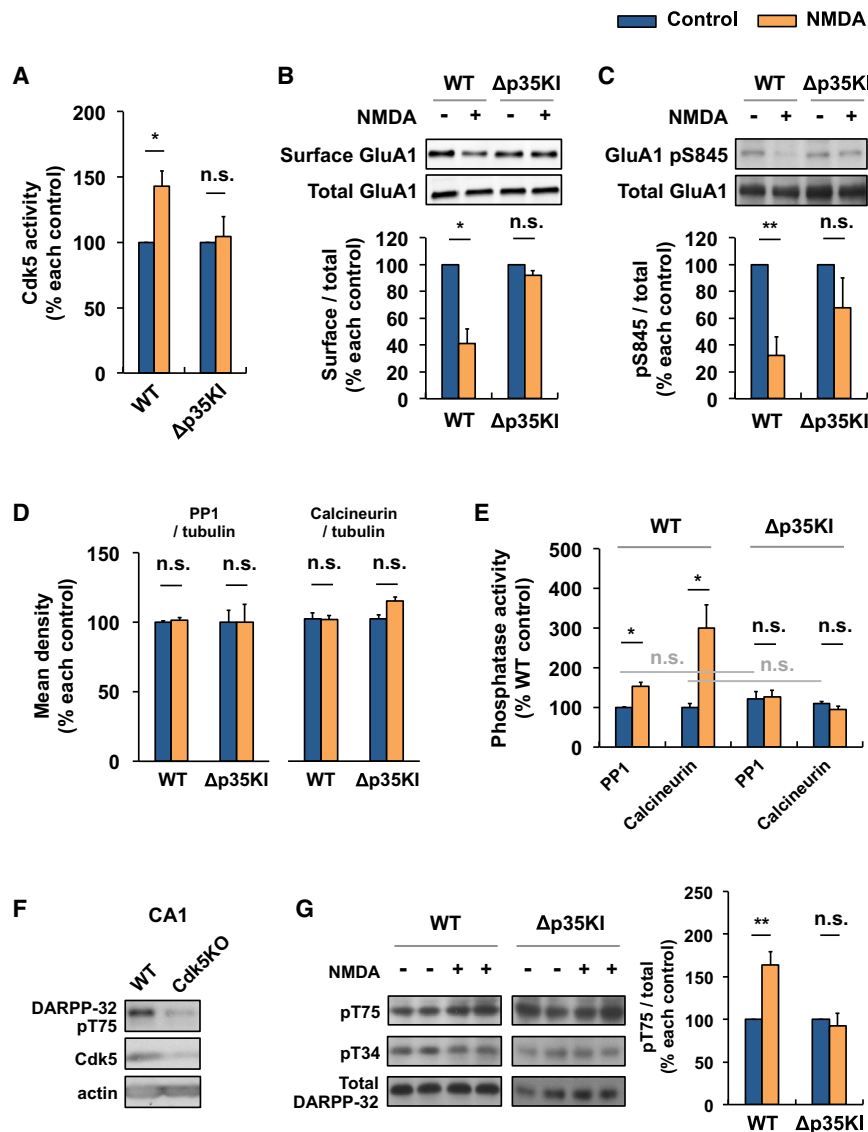 Control NMDA
A
Cdk5 activity
(% each control)
200
150
100
50
0
*
n.s.
WT
Δp35KI
B
WT Δp35KI
NMDA - + - +
Surface GluA1
Total GluA1
Surface / total
(% each control)
120
100
80
60
40
20
0
*
n.s.
WT Δp35KI
C
WT Δp35KI
NMDA - + - +
GluA1 pS845
Total GluA1
pS845 / total
(% each control)
120
100
80
60
40
20
0
**
n.s.
WT Δp35KI
D
PP1
/ tubulin
Calcineurin
/ tubulin
Mean density
(% each control)
150
100
50
0
n.s. n.s. n.s. n.s.
WT Δp35KI WT Δp35KI
E
WT Δp35KI
Phosphatase activity
(% WT control)
500
400
300
200
100
0
*
*
n.s. n.s.
n.s.
n.s.
PP1
Calcineurin
PP1
Calcineurin
F
CA1
WT
Cdk5KO
DARPP-32
pT75
Cdk5
actin
G
WT Δp35KI
NMDA - - + + - - + +
pT75
pT34
Total
DARPP-32
pT75 / total
(% each control)
250
200
150
100
50
0
**
n.s.
WT Δp35KI